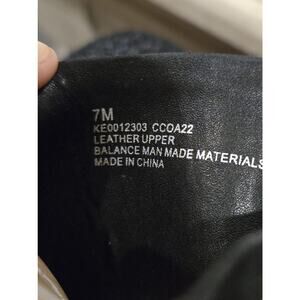 7M
KE0012303 CCOA22
LEATHER UPPER
BALANCE MAN MADE MATERIALS
MADE IN CHINA